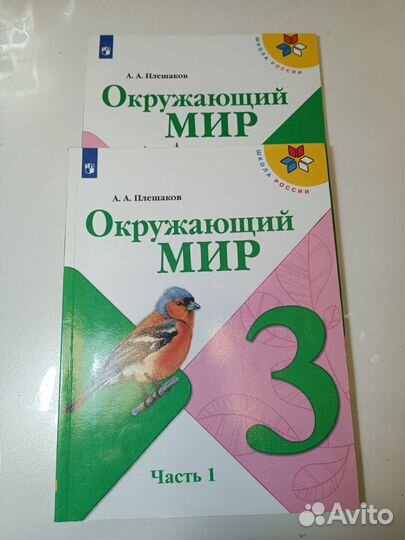 А. А. Плешаков
Окружающий
МИР
ШКОЛА РОССИИ
А. А. Плешаков
Окружающий
МИР
ШКОЛА РОССИИ
3
Часть 1
Avito